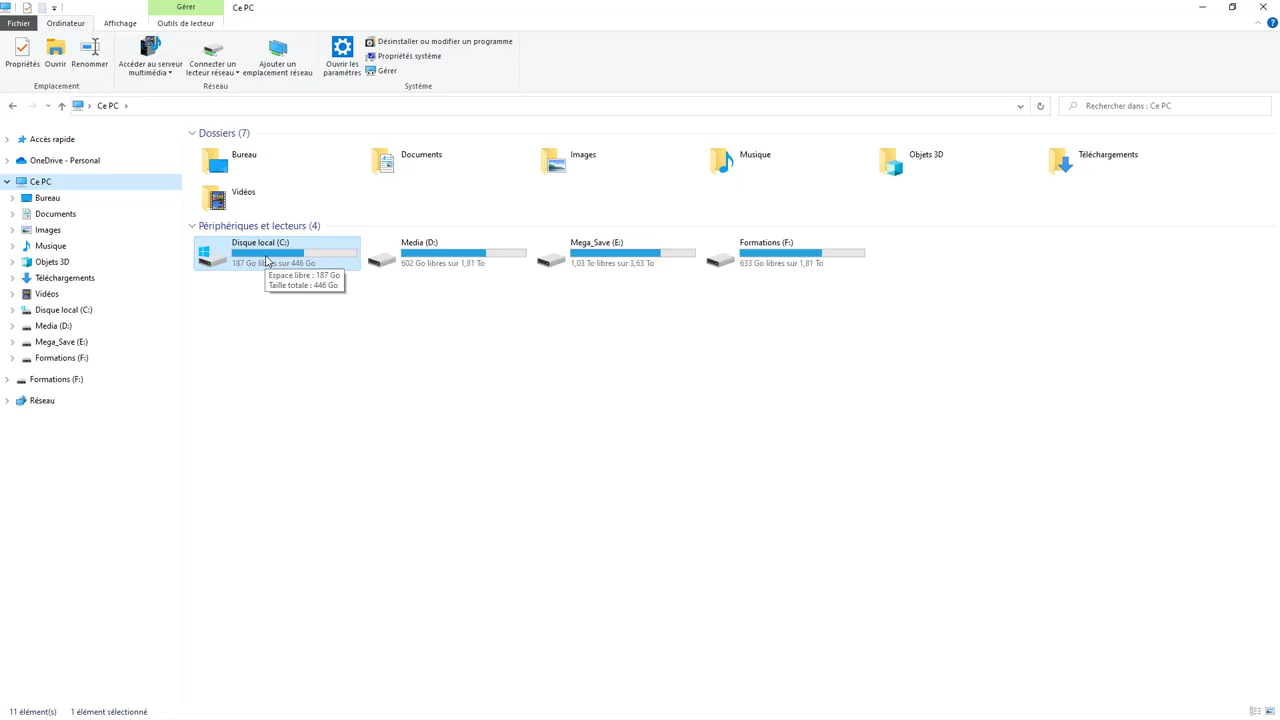 Gérer
Ce PC
Fichier
Ordinateur
Affichage
Outils de lecteur
Propriétés
Ouvrir
Renommer
Emplacement
Accéder au serveur
multimédia
Connecter un
lecteur réseau
Ajouter un
emplacement réseau
Réseau
Ouvrir les
paramètres
Désinstaller ou modifier un programme
Propriétés système
Gérer
Système
Ce PC
Rechercher dans : Ce PC
Accès rapide
OneDrive - Personal
Ce PC
Bureau
Documents
Images
Musique
Objets 3D
Téléchargements
Vidéos
Disque local (C:)
Media (D:)
Mega_Save (E:)
Formations (F:)
Formations (F:)
Réseau
Dossiers (7)
Bureau
Documents
Images
Musique
Objets 3D
Téléchargements
Vidéos
Périphériques et lecteurs (4)
Disque local (C:)
187 Go libres sur 446 Go
Espace libre : 187 Go
Taille totale : 446 Go
Media (D:)
602 Go libres sur 1,81 To
Mega_Save (E:)
1,03 To libres sur 3,63 To
Formations (F:)
633 Go libres sur 1,81 To
11 élément(s)
1 élément sélectionné